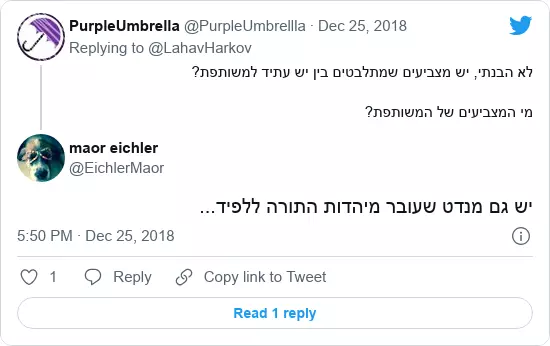 PurpleUmbrella @PurpleUmbrellla · Dec 25, 2018
Replying to @LahavHarkov
לא הבנתי, יש מצביעים שמתלבטים בין יש עתיד למשותפת?
מי המצביעים של המשותפת?
maor eichler
@EichlerMaor
יש גם מנדט שעובר מיהדות התורה ללפיד...
5:50 PM · Dec 25, 2018
1 Reply Copy link to Tweet
Read 1 reply